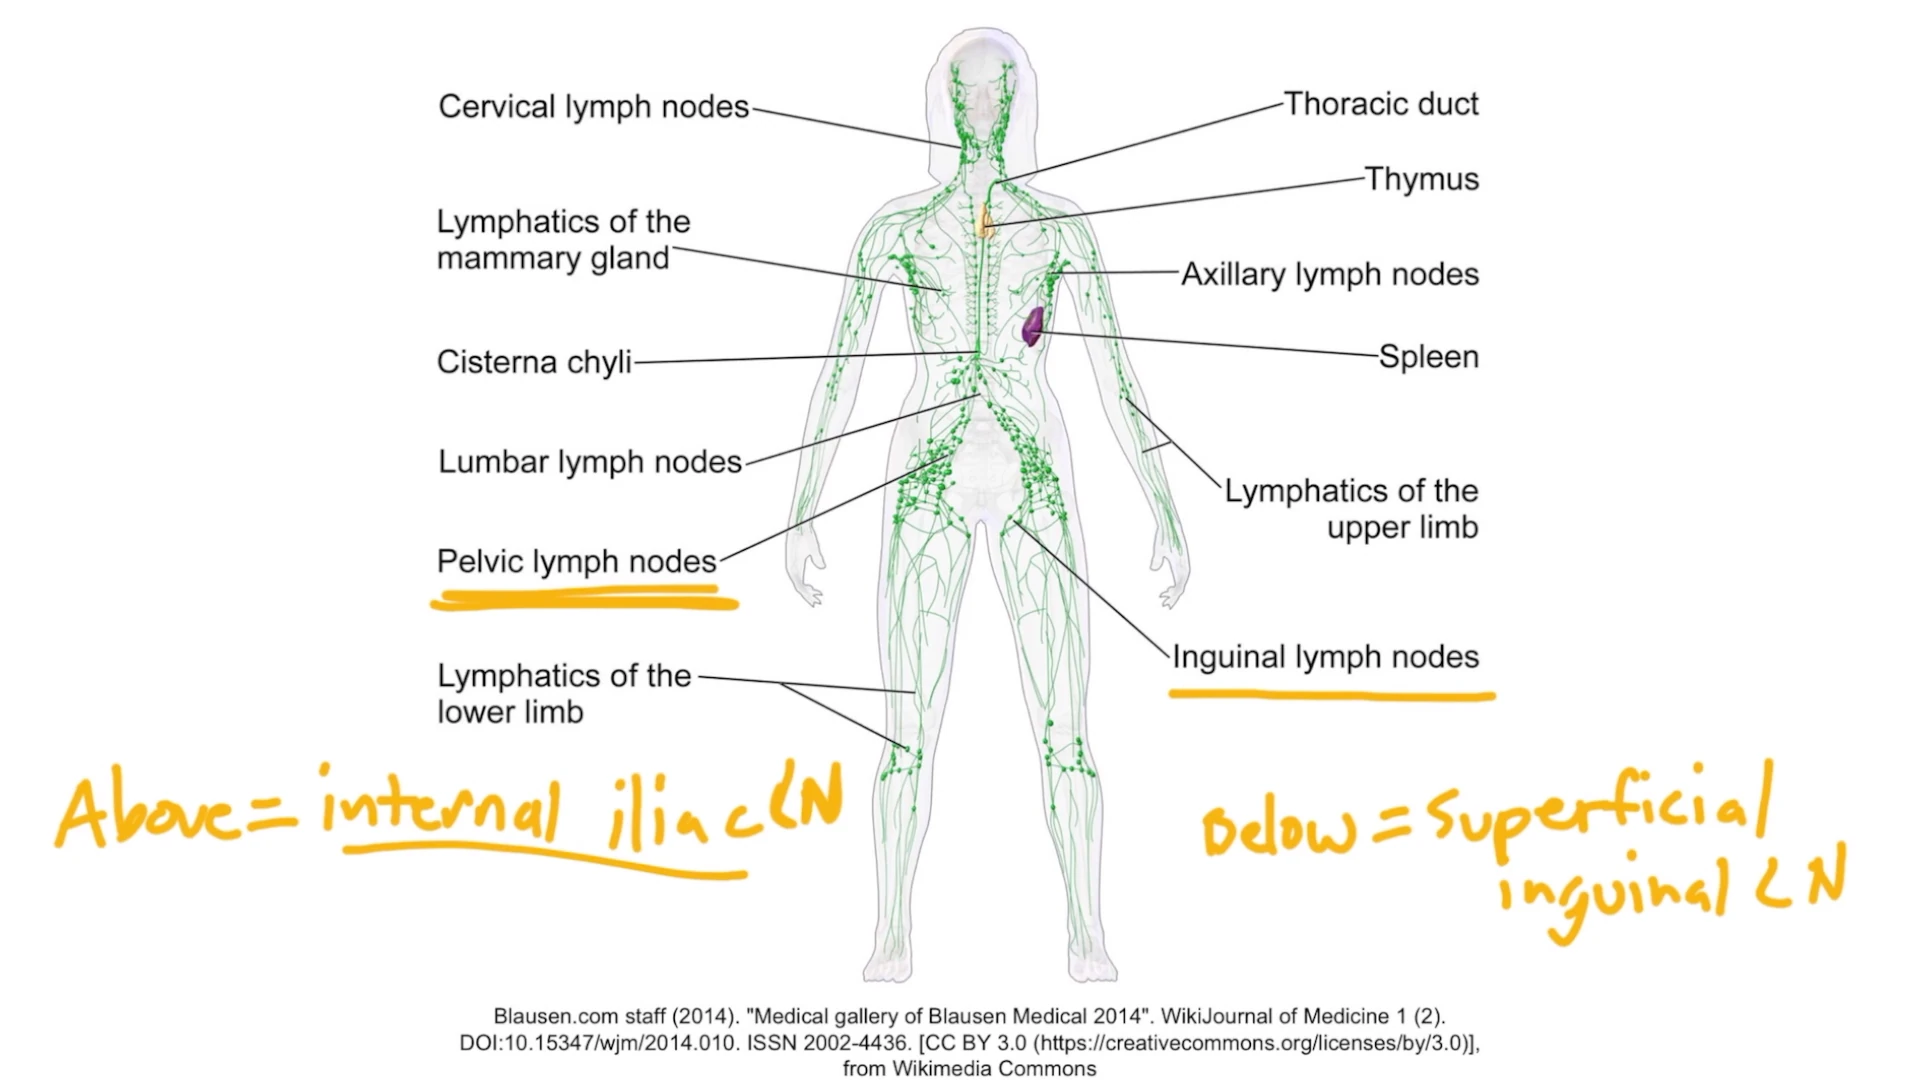 Cervical lymph nodes
Lymphatics of the
mammary gland
Cisterna chyli
Lumbar lymph nodes
Pelvic lymph nodes
Lymphatics of the
lower limb
Thoracic duct
Thymus
Axillary lymph nodes
Spleen
Lymphatics of the
upper limb
Inguinal lymph nodes
Above = internal iliac LN
Below = superficial
inguinal LN
Blausen.com staff (2014). "Medical gallery of Blausen Medical 2014". WikiJournal of Medicine 1 (2).
DOI:10.15347/wjm/2014.010. ISSN 2002-4436. [CC BY 3.0 (https://creativecommons.org/licenses/by/3.0)],
from Wikimedia Commons